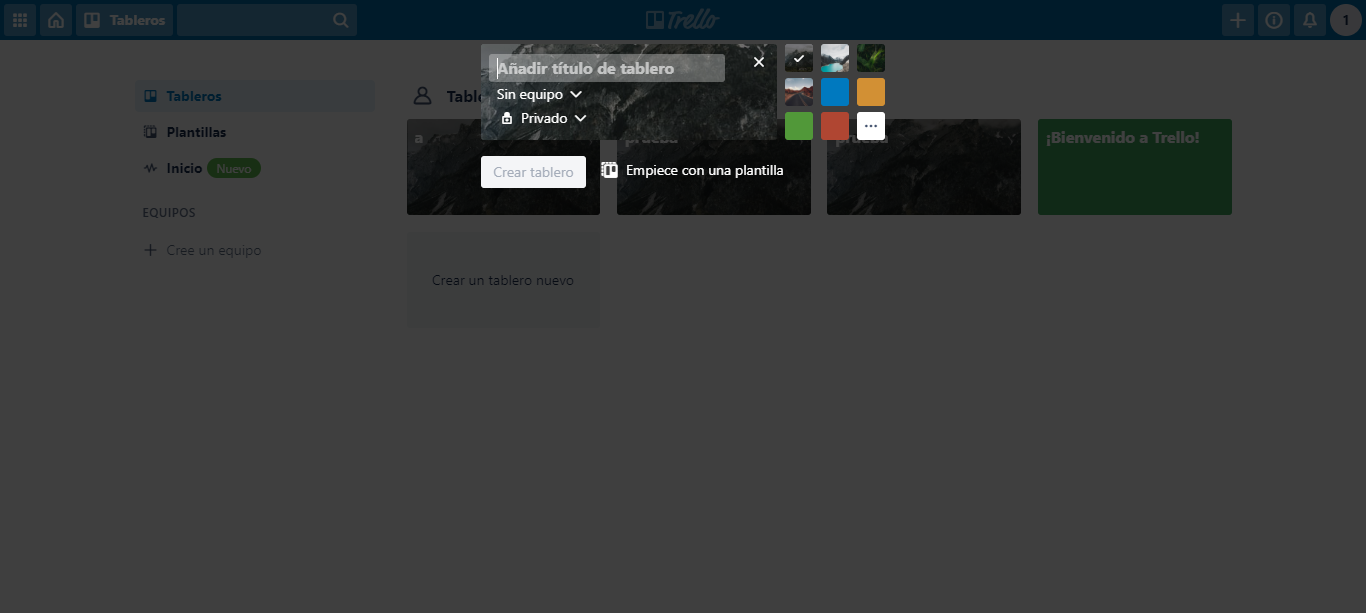 Tableros
Trello
1
Añadir título de tablero
Sin equipo
Privado
Crear tablero
Empiece con una plantilla
Tableros
Plantillas
Inicio Nuevo
EQUIPOS
Cree un equipo
a
prueba
prueba
¡Bienvenido a Trello!
Crear un tablero nuevo